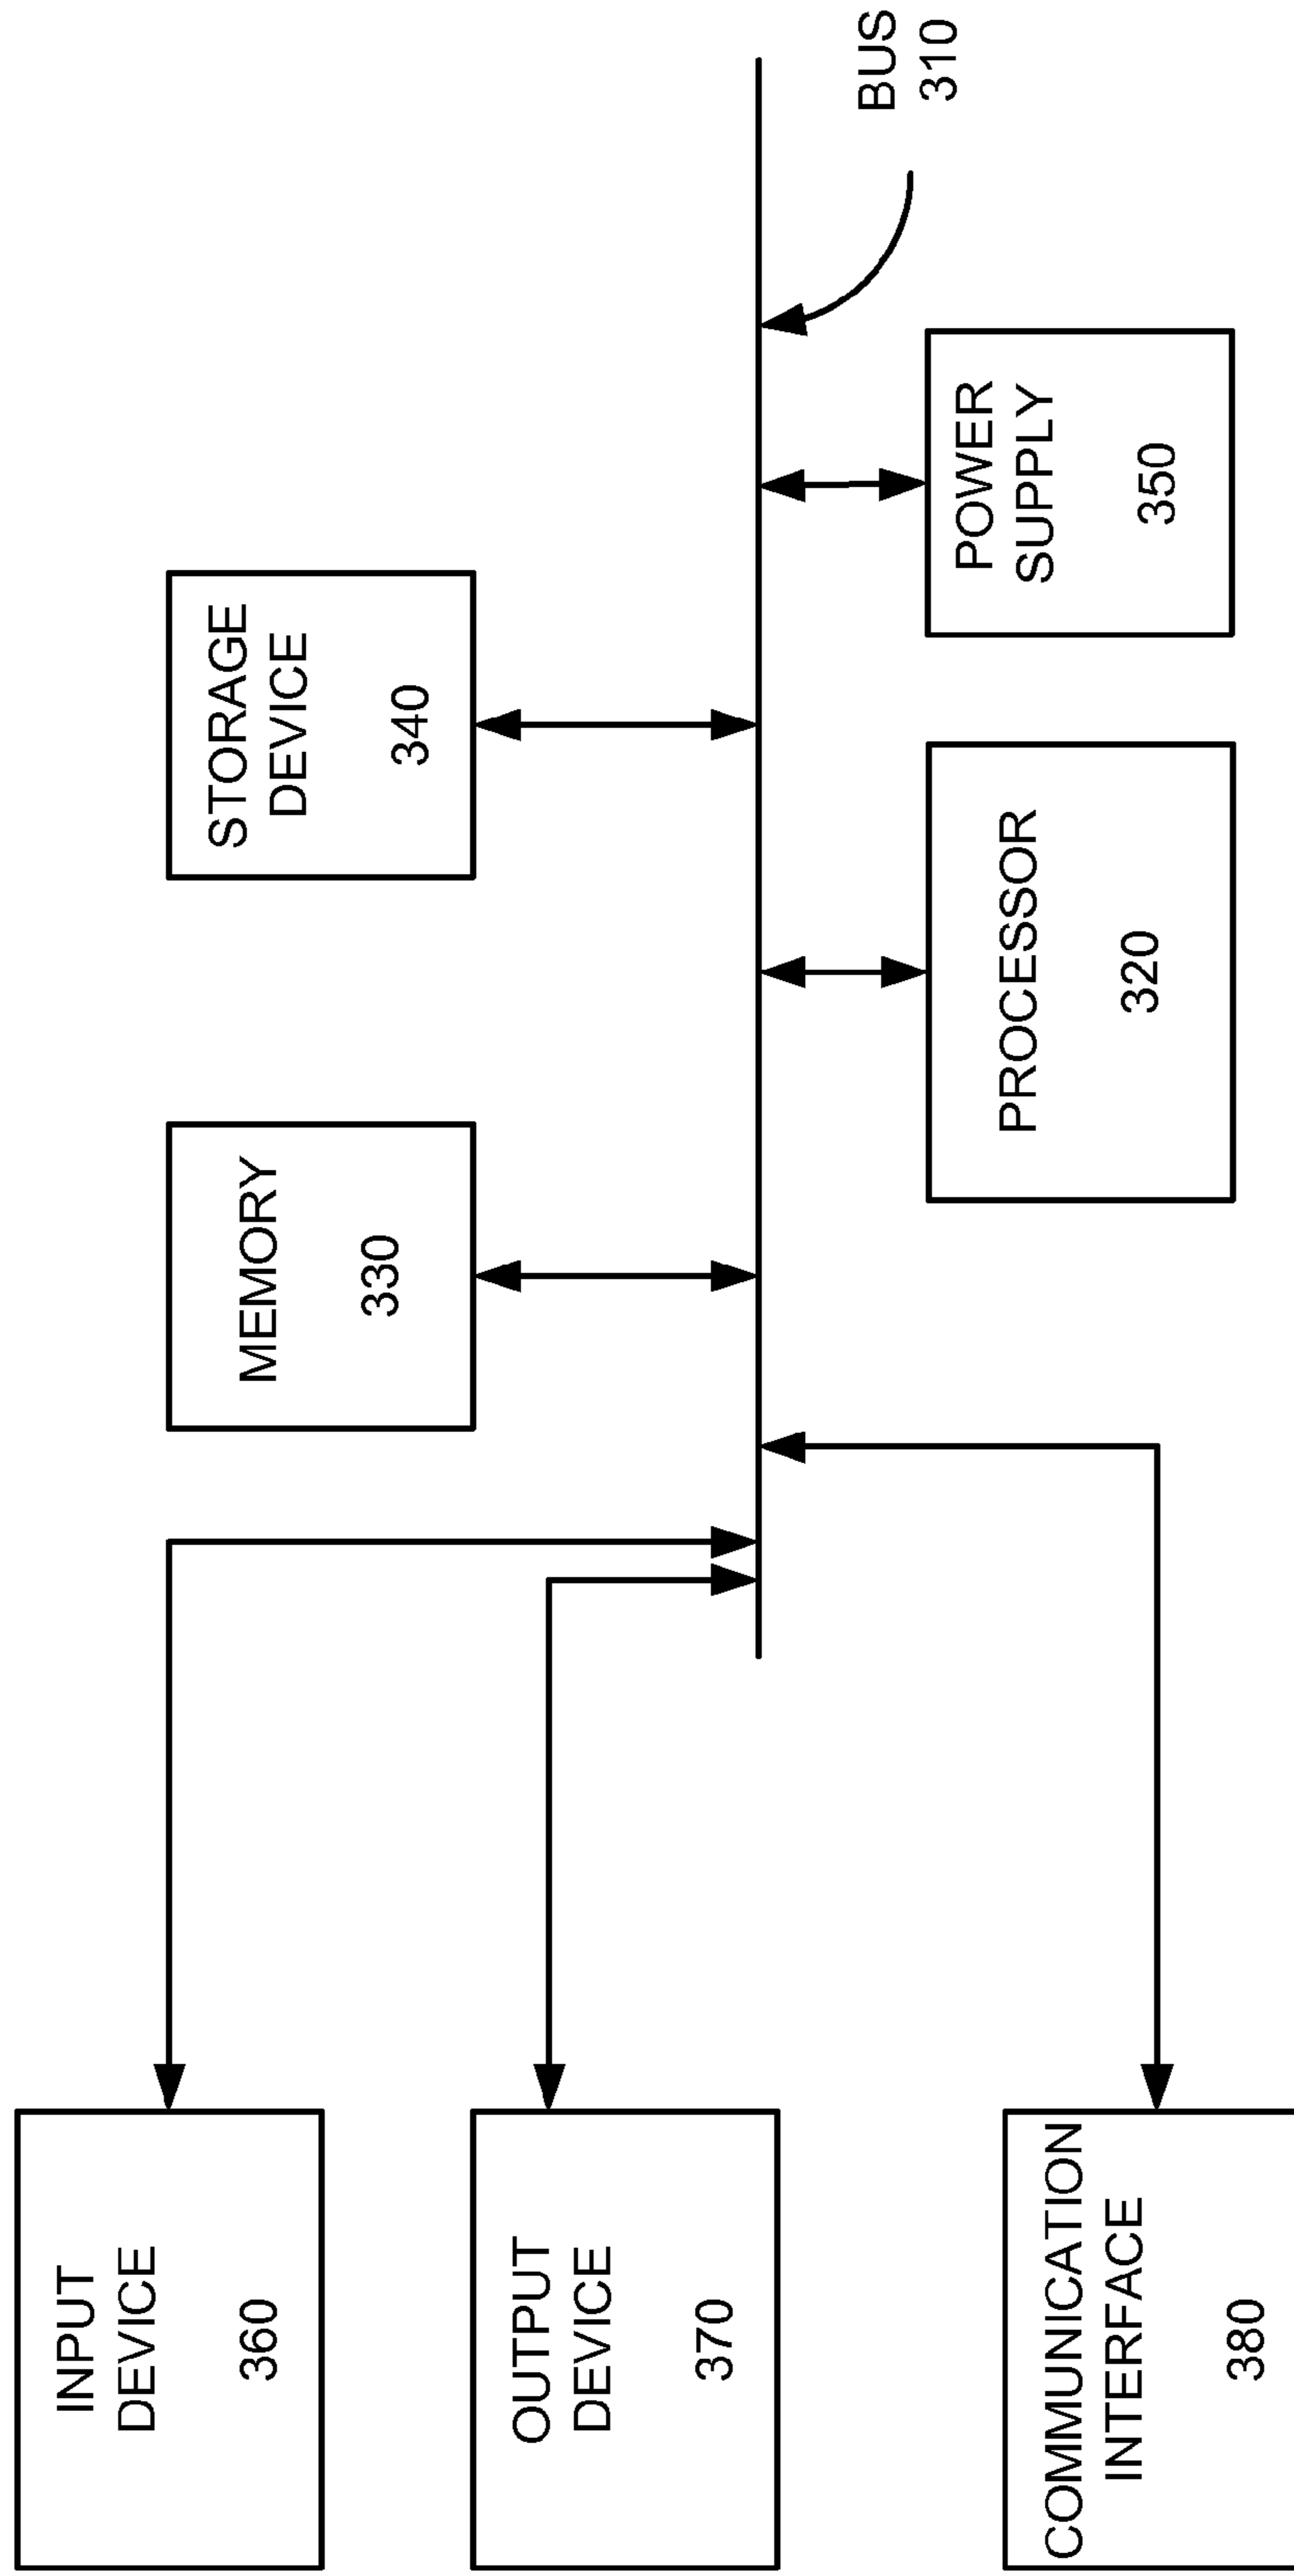 INPUT
DEVICE
360
OUTPUT
DEVICE
370
COMMUNICATION
INTERFACE
380
MEMORY
330
STORAGE
DEVICE
340
PROCESSOR
320
POWER
SUPPLY
350
BUS
310